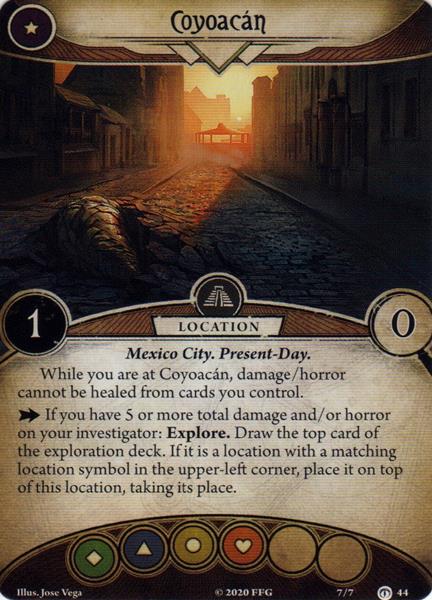 Coyoacán
1
LOCATION
0
Mexico City. Present-Day.
While you are at Coyoacán, damage/horror
cannot be healed from cards you control.
If you have 5 or more total damage and/or horror
on your investigator: Explore. Draw the top card of
the exploration deck. If it is a location with a matching
location symbol in the upper-left corner, place it on top
of this location, taking its place.
Illus. Jose Vega © 2020 FFG 7/7 44